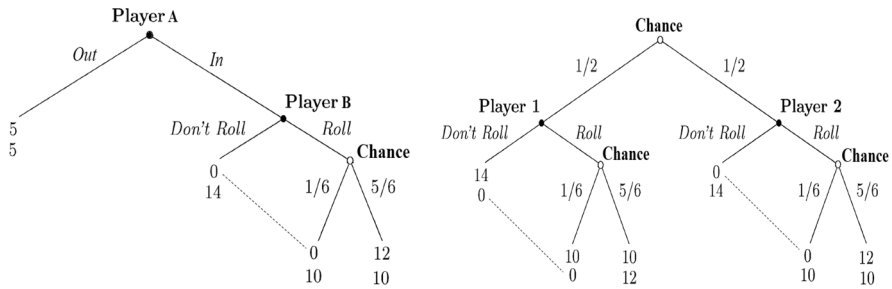 Player A
Out
In
5
5
Player B
Don't Roll
Roll
0
14
Chance
1/6
5/6
0
10
12
10
Chance
1/2
1/2
Player 1
Don't Roll
Roll
14
0
Chance
1/6
5/6
10
0
10
12
Player 2
Don't Roll
Roll
0
14
Chance
1/6
5/6
0
10
12
10